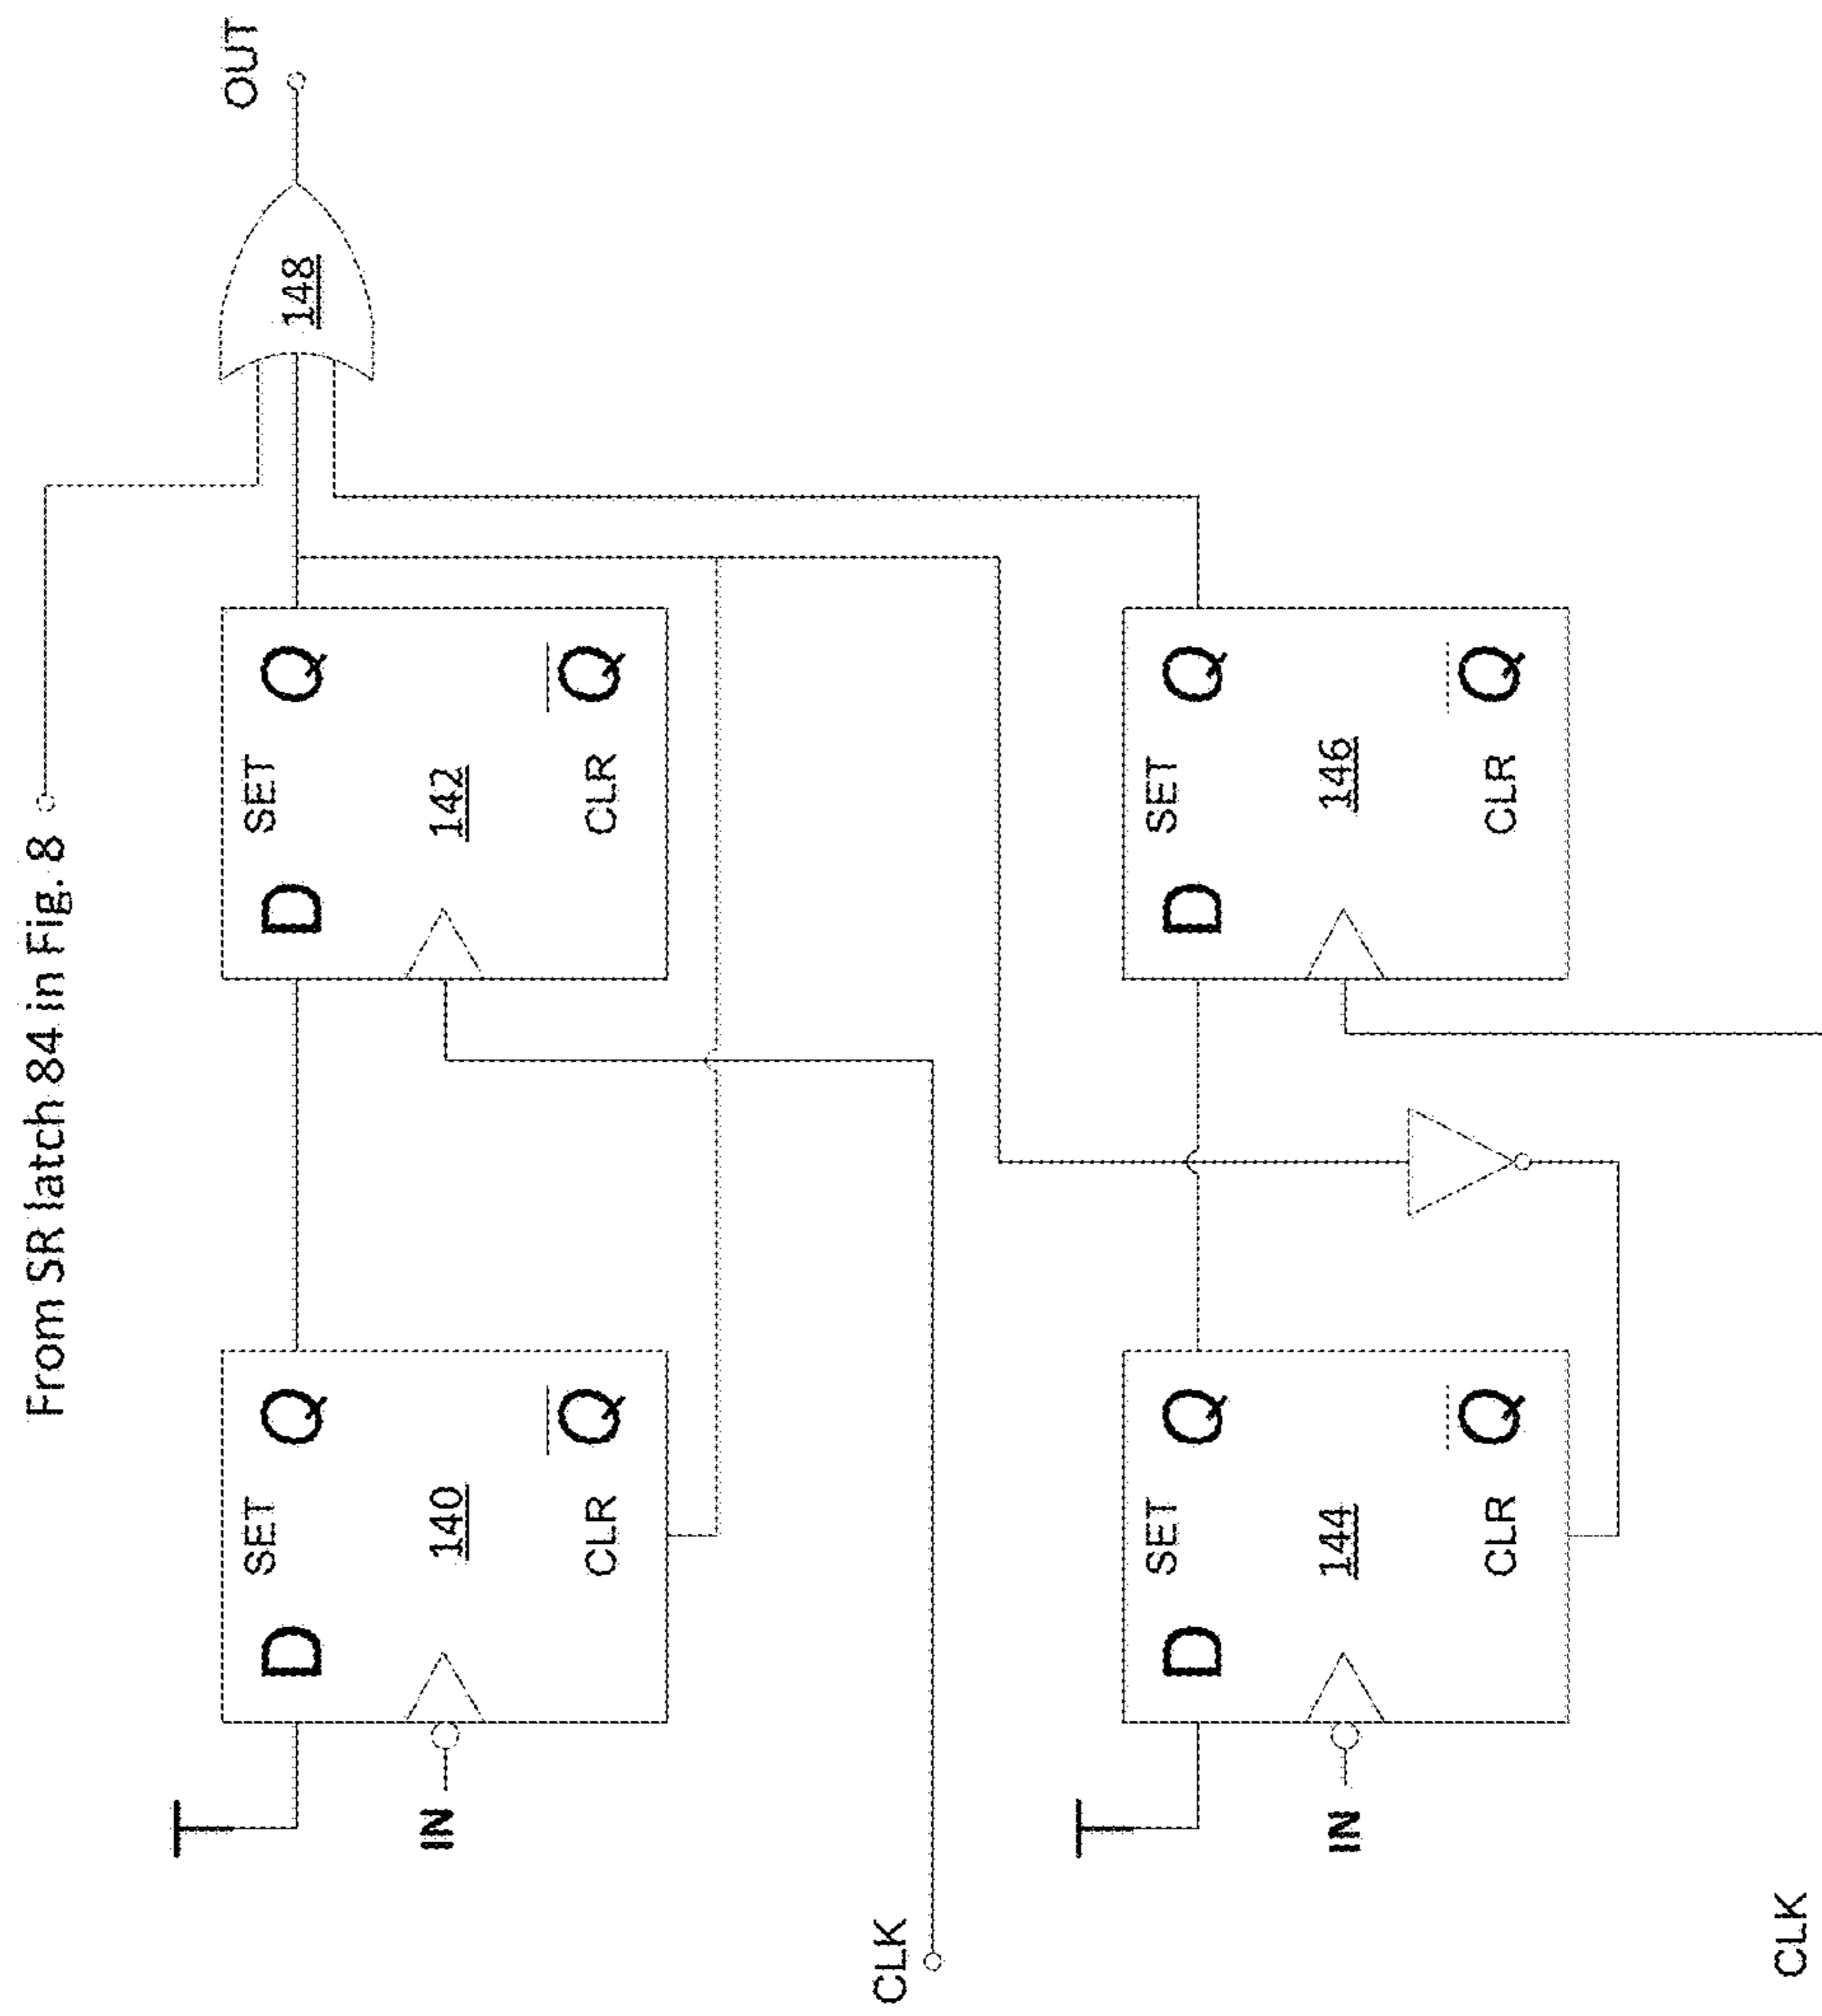 From SR latch 84 in Fig. 8
OUT
148
D SET Q
140
CLR Q̅
D SET Q
142
CLR Q̅
IN
CLK
D SET Q
144
CLR Q̅
D SET Q
146
CLR Q̅
IN
CLK